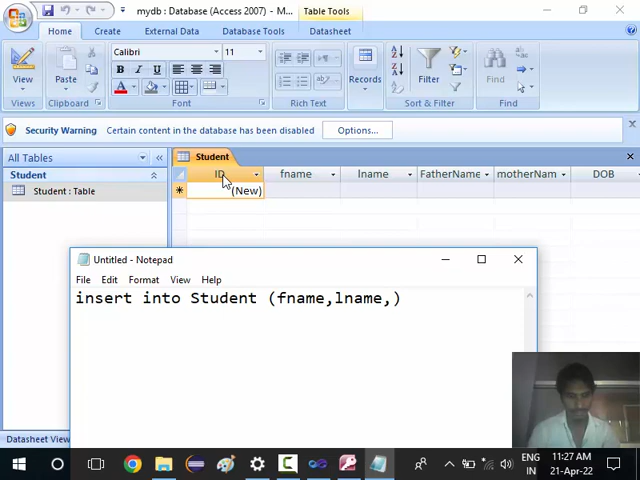 mydb : Database (Access 2007) - M...
Table Tools
Home
Create
External Data
Database Tools
Datasheet
View
Views
Paste
Clipboard
Calibri
11
B I U
A
Font
Rich Text
Records
Filter
Sort & Filter
Find
Find
Security Warning
Certain content in the database has been disabled
Options...
All Tables
Student
Student : Table
Student
ID
fname
lname
FatherName
motherNam
DOB
(New)
Untitled - Notepad
File
Edit
Format
View
Help
insert into Student (fname,lname,)
Datasheet View
ENG
IN
11:27 AM
21-Apr-22